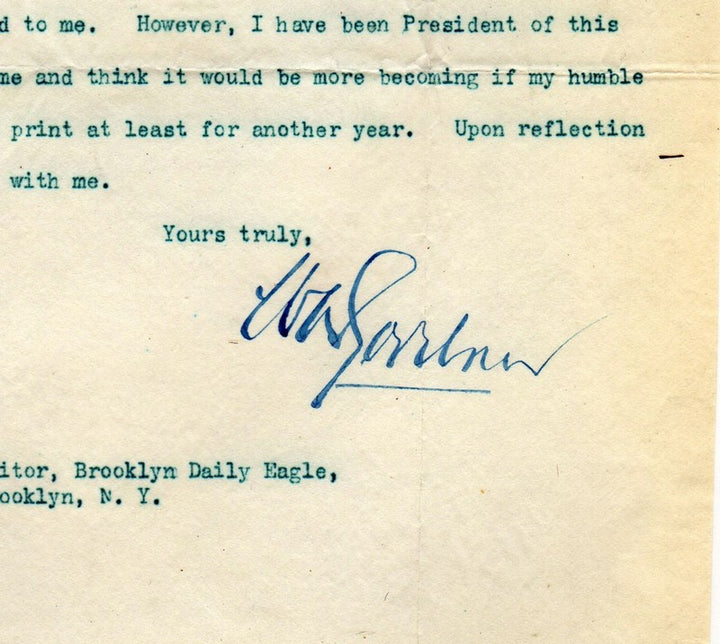 d to me. However, I have been President of this
me and think it would be more becoming if my humble
print at least for another year. Upon reflection
with me.
Yours truly,
itor, Brooklyn Daily Eagle,
ooklyn, N. Y.